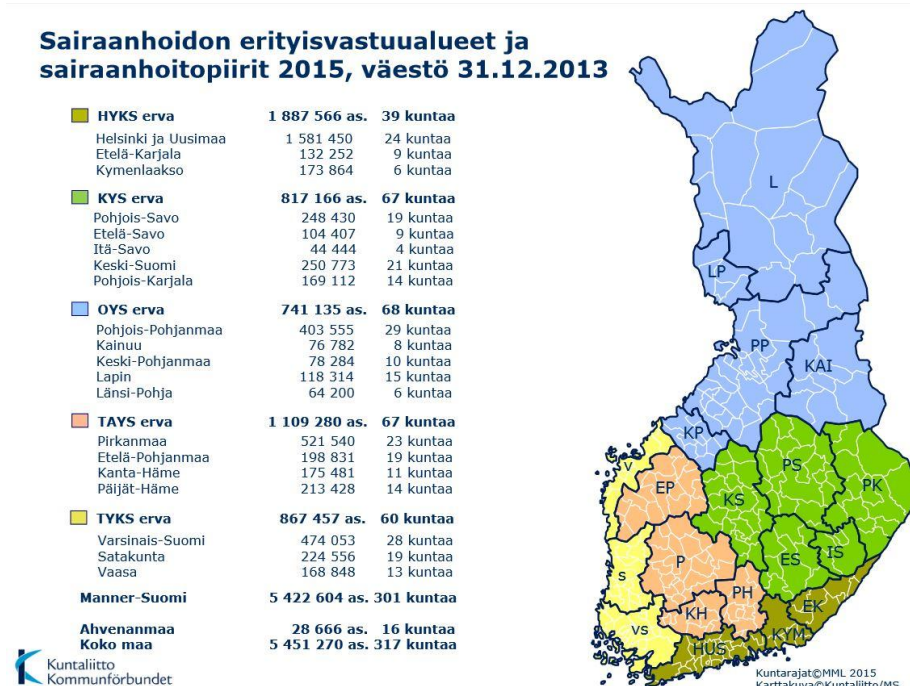 Sairaanhoidon erityisvastuualueet ja
sairaanhoitopiirit 2015, väestö 31.12.2013
HYKS erva 1 887 566 as. 39 kuntaa
Helsinki ja Uusimaa 1 581 450 24 kuntaa
Etelä-Karjala 132 252 9 kuntaa
Kymenlaakso 173 864 6 kuntaa
KYS erva 817 166 as. 67 kuntaa
Pohjois-Savo 248 430 19 kuntaa
Etelä-Savo 104 407 9 kuntaa
Itä-Savo 44 444 4 kuntaa
Keski-Suomi 250 773 21 kuntaa
Pohjois-Karjala 169 112 14 kuntaa
OYS erva 741 135 as. 68 kuntaa
Pohjois-Pohjanmaa 403 555 29 kuntaa
Kainuu 76 782 8 kuntaa
Keski-Pohjanmaa 78 284 10 kuntaa
Lapin 118 314 15 kuntaa
Länsi-Pohja 64 200 6 kuntaa
TAYS erva 1 109 280 as. 67 kuntaa
Pirkanmaa 521 540 23 kuntaa
Etelä-Pohjanmaa 198 831 19 kuntaa
Kanta-Häme 175 481 11 kuntaa
Päijät-Häme 213 428 14 kuntaa
TYKS erva 867 457 as. 60 kuntaa
Varsinais-Suomi 474 053 28 kuntaa
Satakunta 224 556 19 kuntaa
Vaasa 168 848 13 kuntaa
Manner-Suomi 5 422 604 as. 301 kuntaa
Ahvenanmaa 28 666 as. 16 kuntaa
Koko maa 5 451 270 as. 317 kuntaa
Kuntaliitto
Kommunförbundet
L
LP
PP
KAI
KP
V
EP
KS
PS
PK
S
P
ES
IS
PH
KH
VS
EK
KYM
HUS
Kuntarajat©MML 2015
Karttakuva©Kuntaliitto/MS